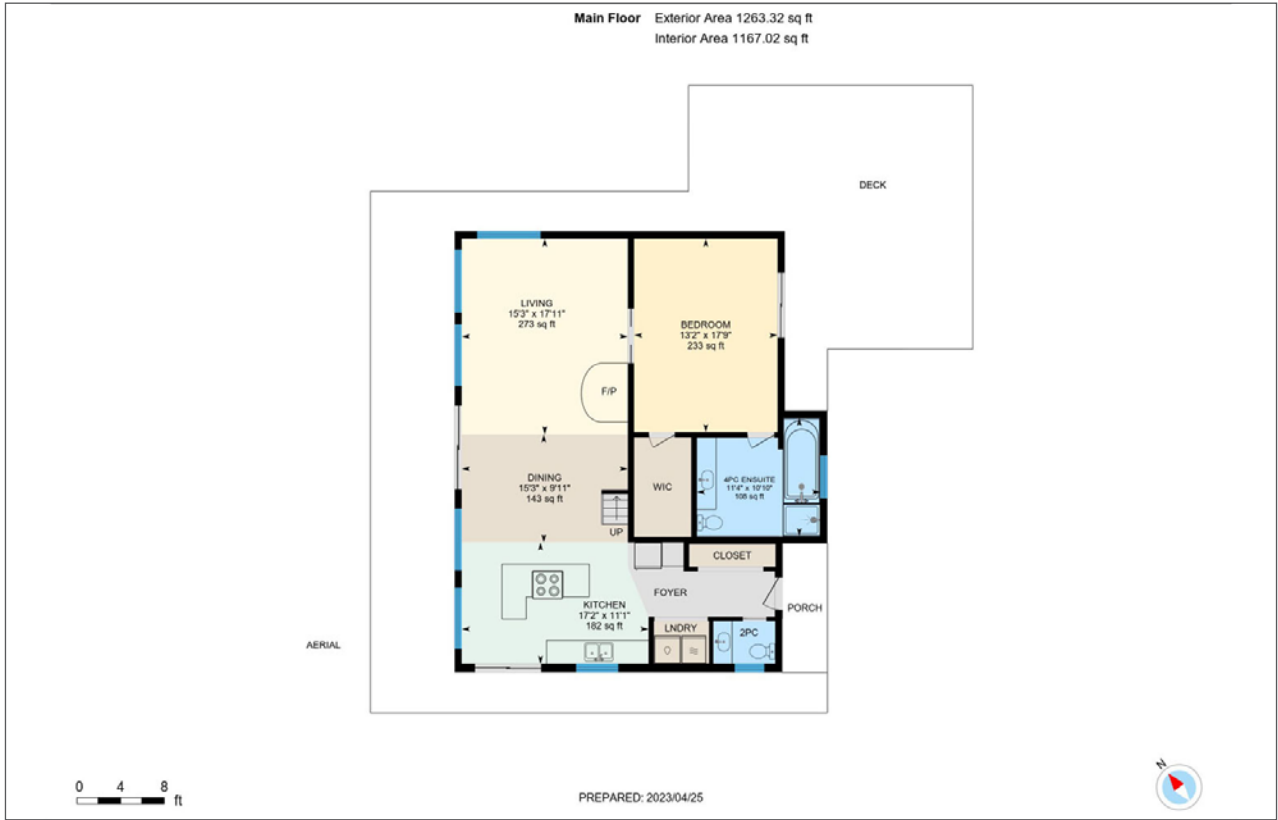 Main Floor Exterior Area 1263.32 sq ft
Interior Area 1167.02 sq ft
DECK
LIVING
15'3" x 17'11"
273 sq ft
BEDROOM
13'2" x 17'9"
233 sq ft
F/P
DINING
15'3" x 9'11"
143 sq ft
UP
WIC
4PC ENSUITE
11'4" x 10'10"
108 sq ft
CLOSET
FOYER
KITCHEN
17'2" x 11'1"
182 sq ft
LNDRY
2PC
PORCH
AERIAL
0 4 8
ft
PREPARED: 2023/04/25
N